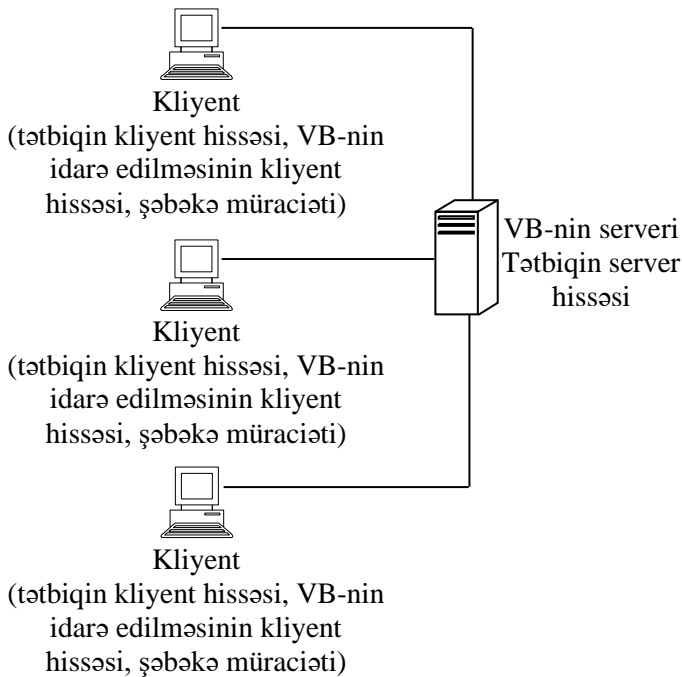 Kliyent
(tətbiqin kliyent hissəsi, VB-nin
idarə edilməsinin kliyent
hissəsi, şəbəkə müraciəti)
VB-nin serveri
Tətbiqin server
hissəsi
Kliyent
(tətbiqin kliyent hissəsi, VB-nin
idarə edilməsinin kliyent
hissəsi, şəbəkə müraciəti)
Kliyent
(tətbiqin kliyent hissəsi, VB-nin
idarə edilməsinin kliyent
hissəsi, şəbəkə müraciəti)